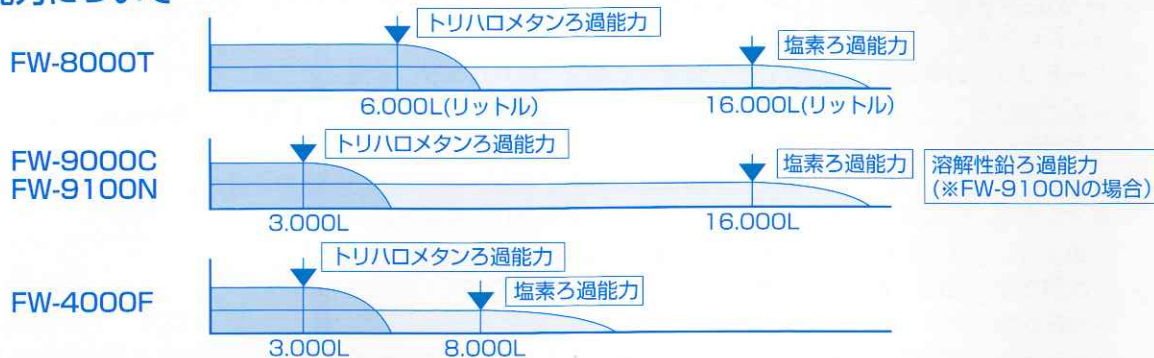 について
トリハロメタンろ過能力
塩素ろ過能力
FW-8000T
6.000L(リットル)
16.000L(リットル)
トリハロメタンろ過能力
塩素ろ過能力
溶解性鉛ろ過能力
(※FW-9100Nの場合)
FW-9000C
FW-9100N
3.000L
16.000L
トリハロメタンろ過能力
塩素ろ過能力
FW-4000F
3.000L
8.000L